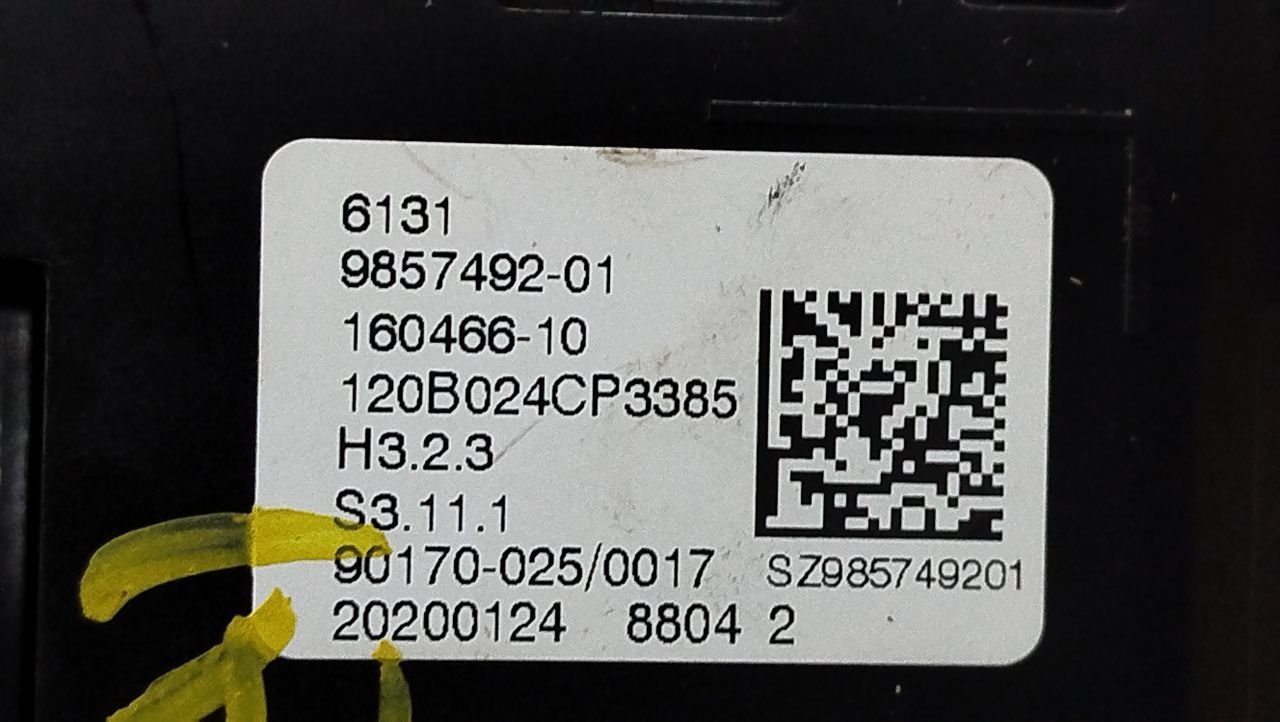 6131
9857492-01
160466-10
120B024CP3385
H3.2.3
S3.11.1
90170-025/0017 SZ985749201
20200124 8804 2